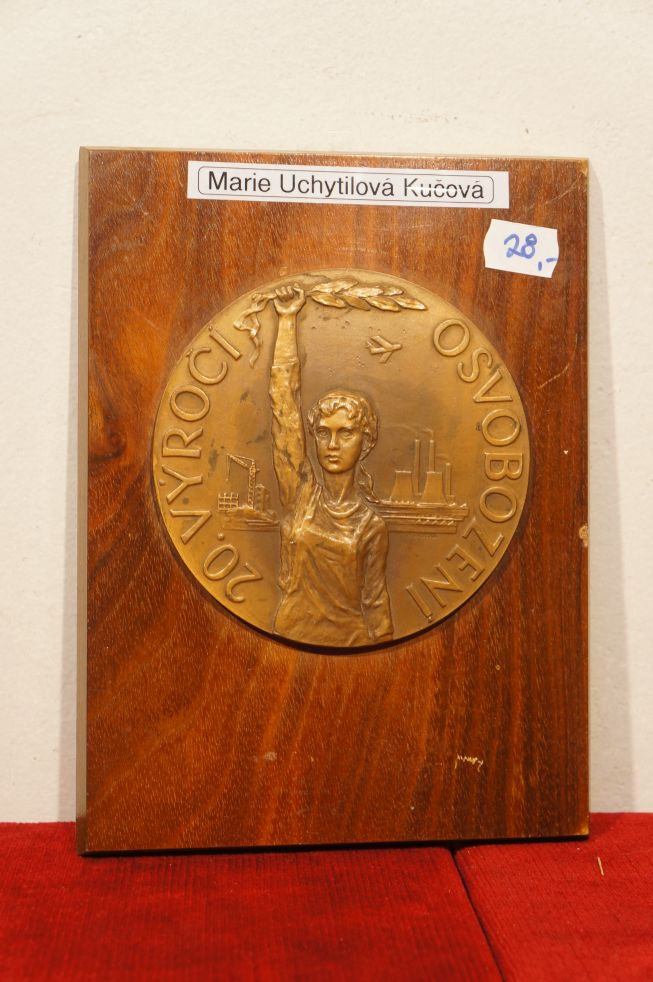 Marie Uchytilová Kučová
28,-
20. VÝROČÍ OSVOBOZENÍ